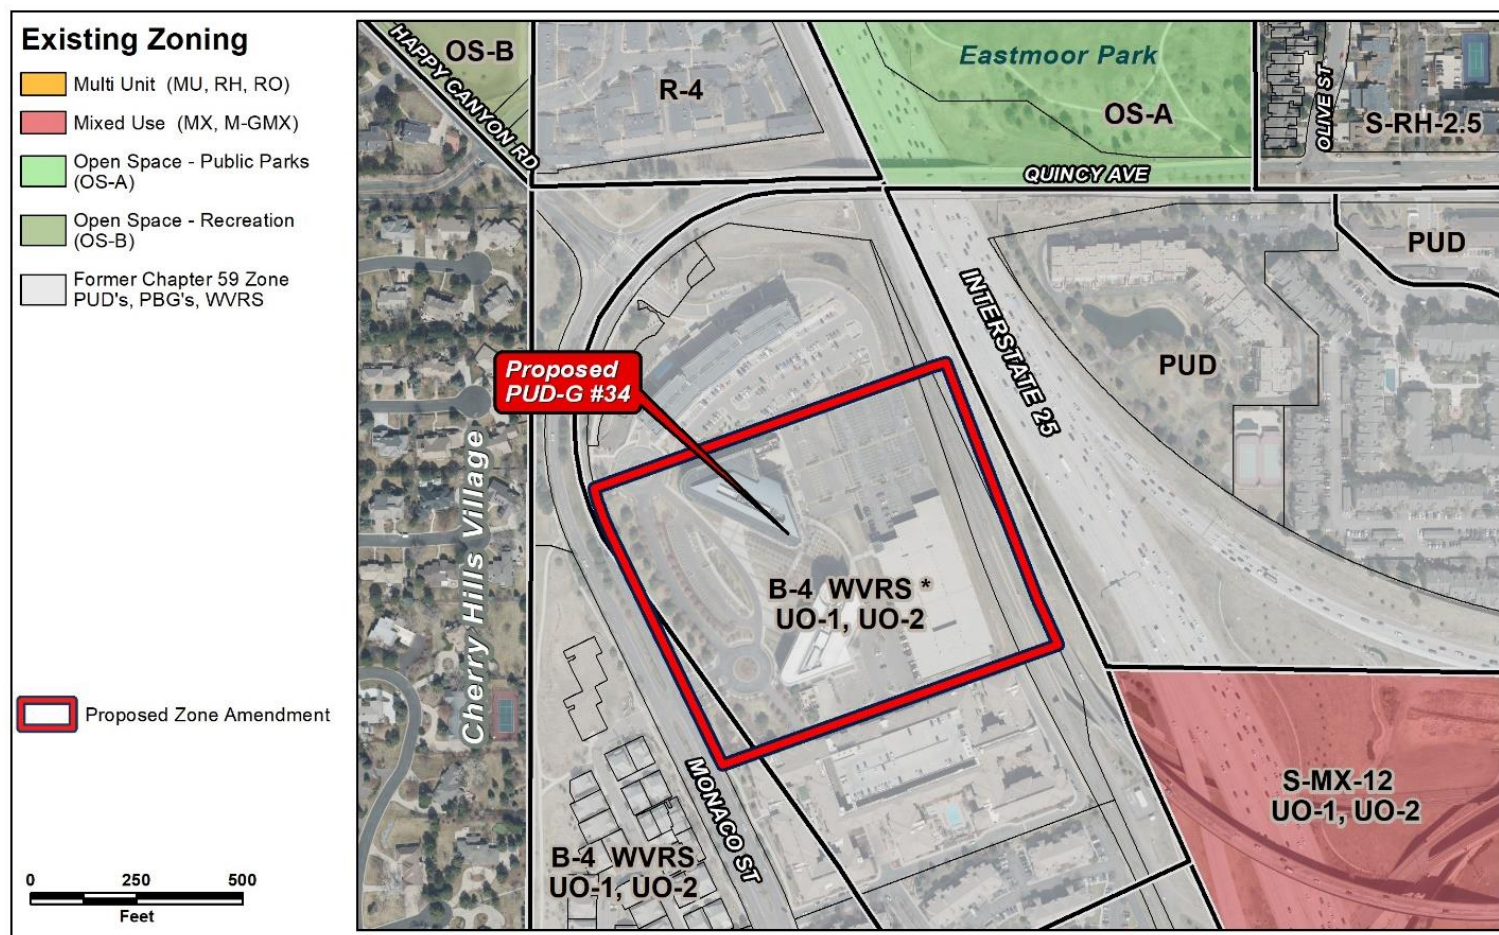 Existing Zoning
Multi Unit (MU, RH, RO)
Mixed Use (MX, M-GMX)
Open Space - Public Parks
(OS-A)
Open Space - Recreation
(OS-B)
Former Chapter 59 Zone
PUD's, PBG's, WVRS
Proposed Zone Amendment
0 250 500
Feet
HAPPY CANYON RD
OS-B
R-4
Eastmoor Park
OS-A
QUINCY AVE
OLIVE ST
S-RH-2.5
PUD
PUD
INTERSTATE 25
Proposed
PUD-G #34
Cherry Hills Village
B-4 WVRS *
UO-1, UO-2
MONACO ST
B-4 WVRS
UO-1, UO-2
S-MX-12
UO-1, UO-2